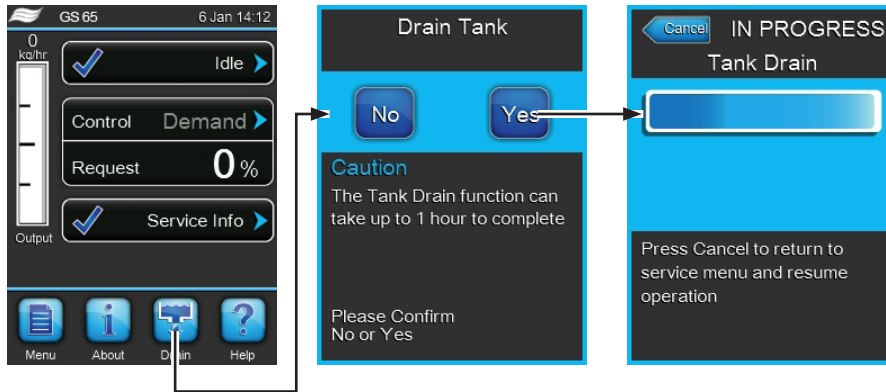 GS 65 6 Jan 14:12
0
kg/hr
Idle
Control Demand
Request 0 %
Service Info
Output
Menu About Drain Help
Drain Tank
No Yes
Caution
The Tank Drain function can
take up to 1 hour to complete
Please Confirm
No or Yes
Cancel IN PROGRESS
Tank Drain
Press Cancel to return to
service menu and resume
operation